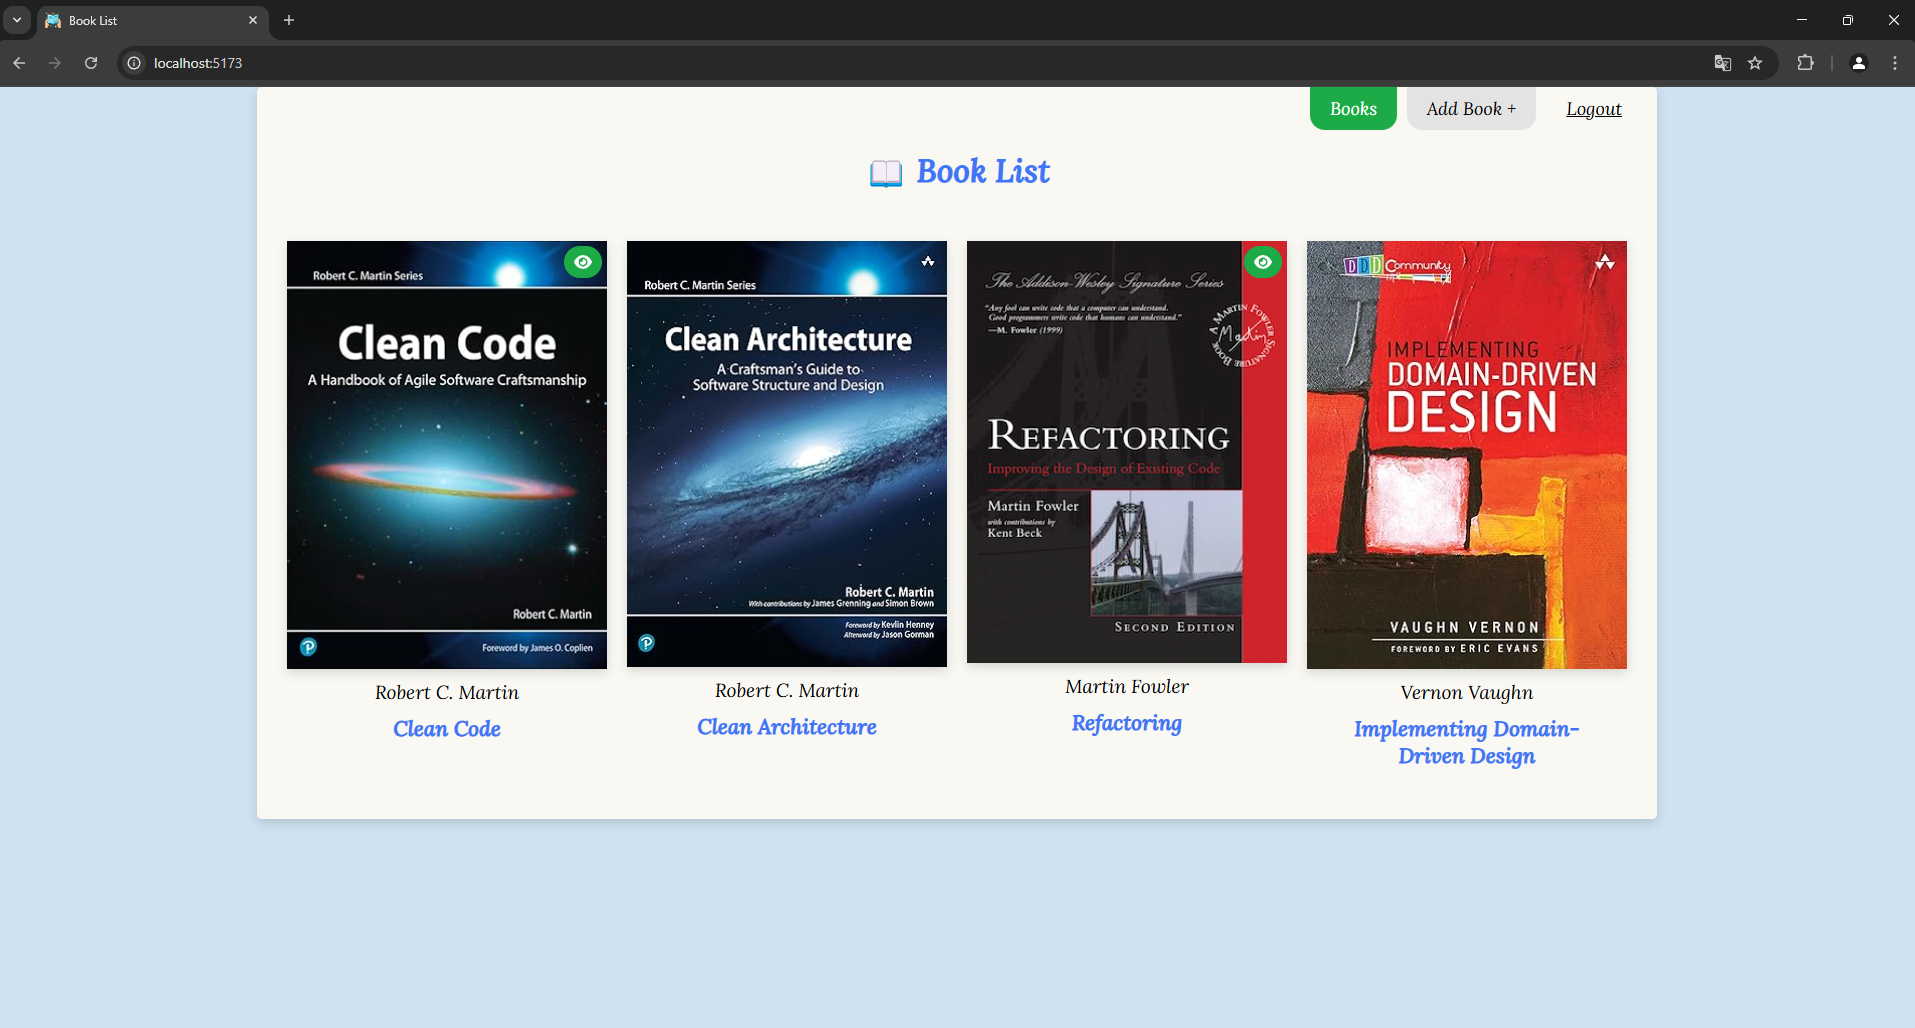 Book List
localhost:5173
Books
Add Book +
Logout
Book List
Robert C. Martin Series
Clean Code
A Handbook of Agile Software Craftsmanship
Robert C. Martin
Foreword by James O. Coplien
Robert C. Martin
Clean Code
Robert C. Martin Series
Clean Architecture
A Craftsman's Guide to
Software Structure and Design
Robert C. Martin
With contributions by James Grenning and Simon Brown
Foreword by Kevlin Henney
Afterword by Jason Gorman
Robert C. Martin
Clean Architecture
The Addison-Wesley Signature Series
"Any fool can write code that a computer can understand.
Good programmers write code that humans can understand."
—M. Fowler (1999)
A MARTIN FOWLER SIGNATURE BOOK
Martin
REFACTORING
Improving the Design of Existing Code
Martin Fowler
with contributions by
Kent Beck
SECOND EDITION
Martin Fowler
Refactoring
DDD Community
IMPLEMENTING
DOMAIN-DRIVEN
DESIGN
VAUGHN VERNON
FOREWORD BY ERIC EVANS
Vernon Vaughn
Implementing Domain-
Driven Design